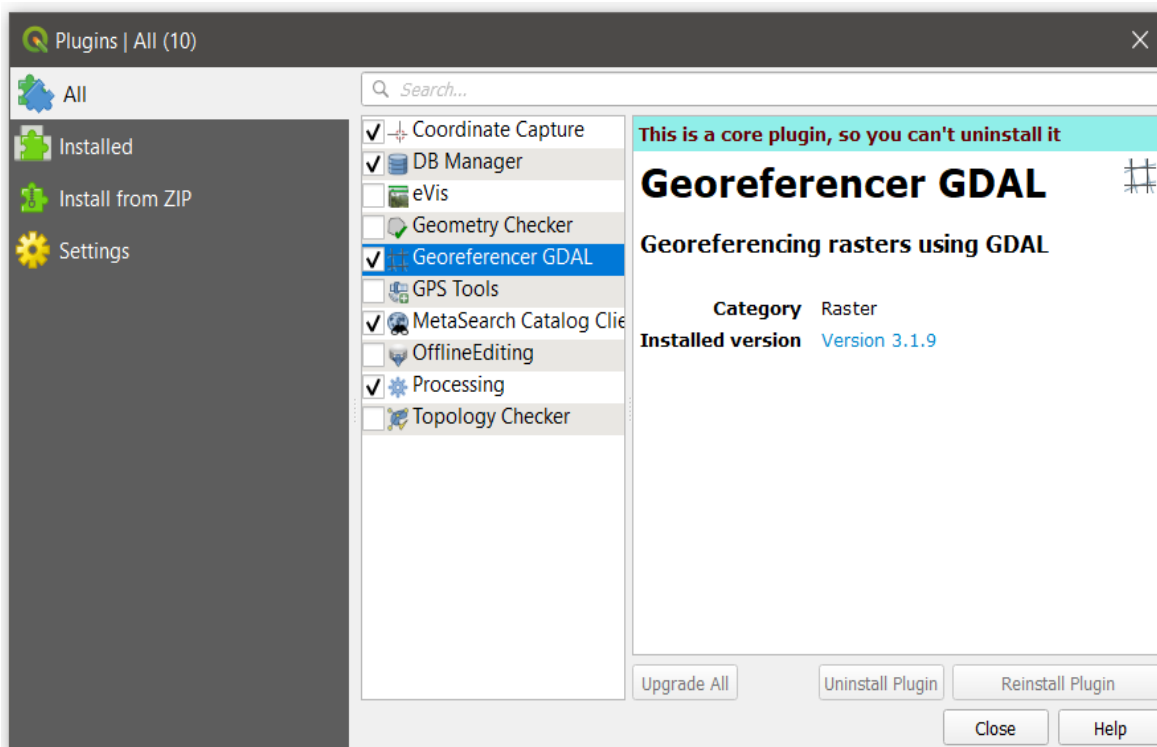 Plugins | All (10)
All
Installed
Install from ZIP
Settings
Search...
Coordinate Capture
DB Manager
eVis
Geometry Checker
Georeferencer GDAL
GPS Tools
MetaSearch Catalog Clie
OfflineEditing
Processing
Topology Checker
This is a core plugin, so you can't uninstall it
Georeferencer GDAL
Georeferencing rasters using GDAL
Category Raster
Installed version Version 3.1.9
Upgrade All Uninstall Plugin Reinstall Plugin
Close Help